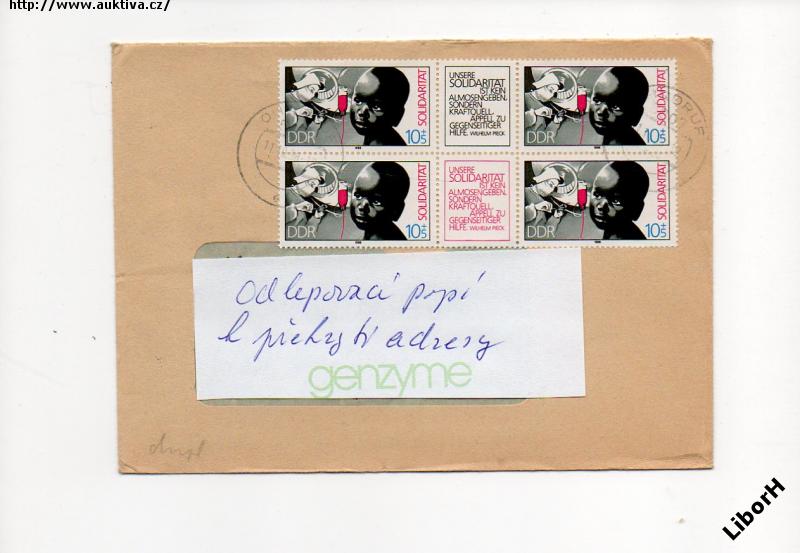 http://www.auktiva.cz/
DDR
10+5
SOLIDARITÄT
UNSERE
SOLIDARITÄT
IST KEIN
ALMOSENGEBEN,
SONDERN
KRAFTQUELL,
APPELL ZU
GEGENSEITIGER
HILFE. WILHELM PIECK
DDR
10+5
SOLIDARITÄT
DDR
10+5
SOLIDARITÄT
UNSERE
SOLIDARITÄT
IST KEIN
ALMOSENGEBEN,
SONDERN
KRAFTQUELL,
APPELL ZU
GEGENSEITIGER
HILFE. WILHELM PIECK
DDR
10+5
SOLIDARITÄT
Odlepovací papí
k překrytí adresy
genzyme
LiborH